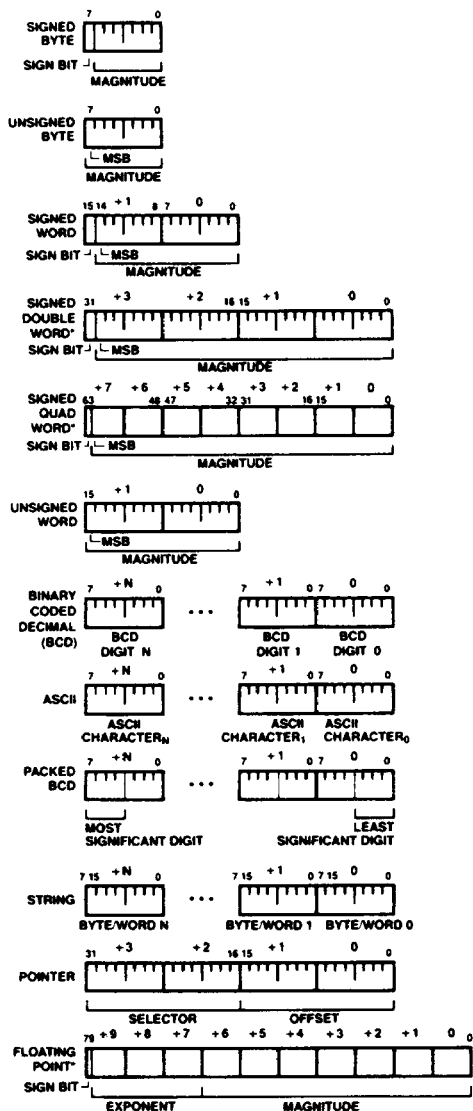 7 0
SIGNED
BYTE
SIGN BIT MAGNITUDE
7 0
UNSIGNED
BYTE
MSB
MAGNITUDE
15 14 +1 8 7 0 0
SIGNED
WORD
SIGN BIT MSB
MAGNITUDE
31 +3 +2 16 15 +1 0 0
SIGNED
DOUBLE
WORD*
SIGN BIT MSB
MAGNITUDE
+7 +6 +5 +4 +3 +2 +1 0
63 48 47 32 31 16 15 0
SIGNED
QUAD
WORD*
SIGN BIT MSB
MAGNITUDE
15 +1 0 0
UNSIGNED
WORD
MSB
MAGNITUDE
7 +N 0 7 +1 0 7 0 0
BINARY
CODED
DECIMAL
(BCD)
• • •
BCD BCD BCD
DIGIT N DIGIT 1 DIGIT 0
7 +N 0 7 +1 0 7 0 0
ASCII • • •
ASCII ASCII ASCII
CHARACTERN CHARACTER1 CHARACTER0
7 +N 0 7 +1 0 7 0 0
PACKED
BCD
• • •
MOST LEAST
SIGNIFICANT DIGIT SIGNIFICANT DIGIT
7 15 +N 0 7 15 +1 0 7 15 0 0
STRING • • •
BYTE/WORD N BYTE/WORD 1 BYTE/WORD 0
31 +3 +2 16 15 +1 0 0
POINTER
SELECTOR OFFSET
79 +9 +8 +7 +6 +5 +4 +3 +2 +1 0 0
FLOATING
POINT*
SIGN BIT
EXPONENT MAGNITUDE